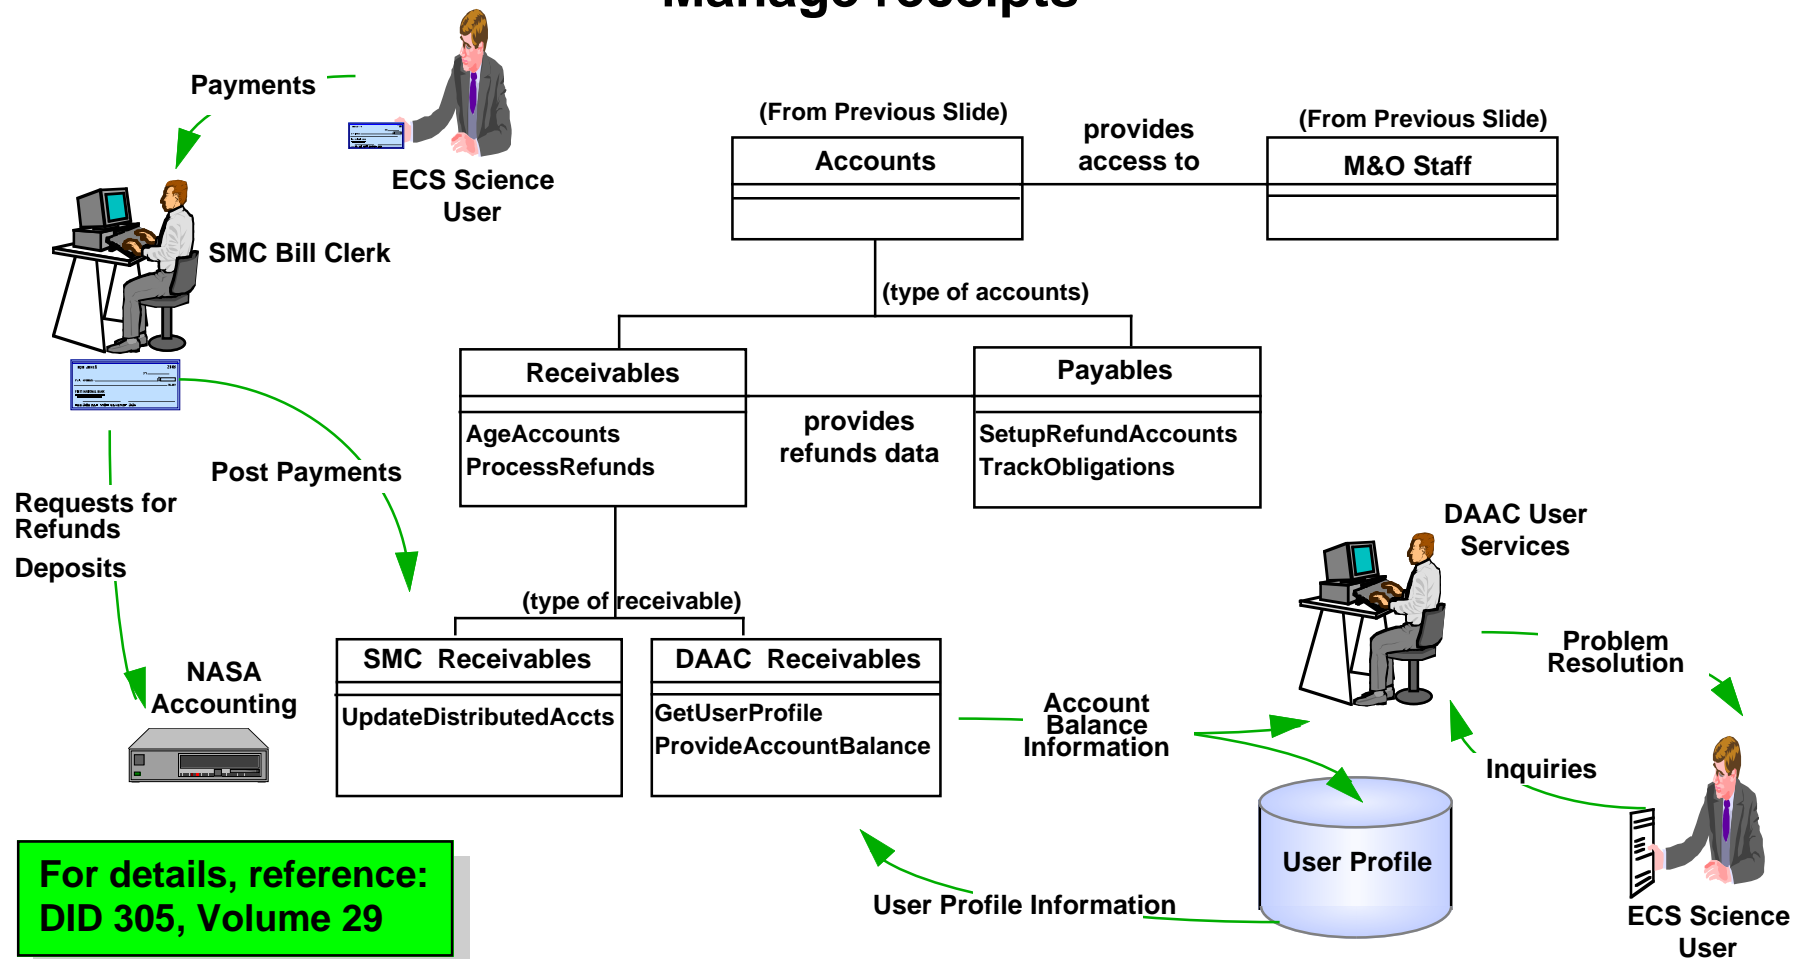 Manage receipts
Payments
ECS Science
User
SMC Bill Clerk
(From Previous Slide)
Accounts
provides
access to
(From Previous Slide)
M&O Staff
(type of accounts)
Receivables
AgeAccounts
ProcessRefunds
provides
refunds data
Payables
SetupRefundAccounts
TrackObligations
Post Payments
Requests for
Refunds
Deposits
NASA
Accounting
(type of receivable)
SMC Receivables
UpdateDistributedAccts
DAAC Receivables
GetUserProfile
ProvideAccountBalance
Account
Balance
Information
DAAC User
Services
Problem
Resolution
Inquiries
User Profile
User Profile Information
ECS Science
User
For details, reference:
DID 305, Volume 29